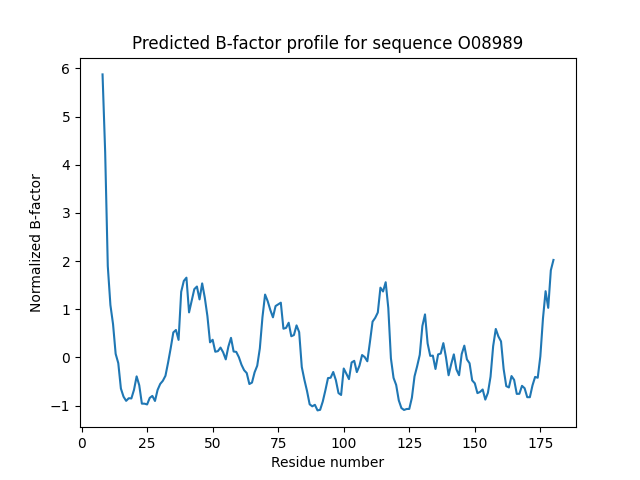 Predicted B-factor profile for sequence O08989
6
5
4
3
2
1
0
−1
Normalized B-factor
0 25 50 75 100 125 150 175
Residue number